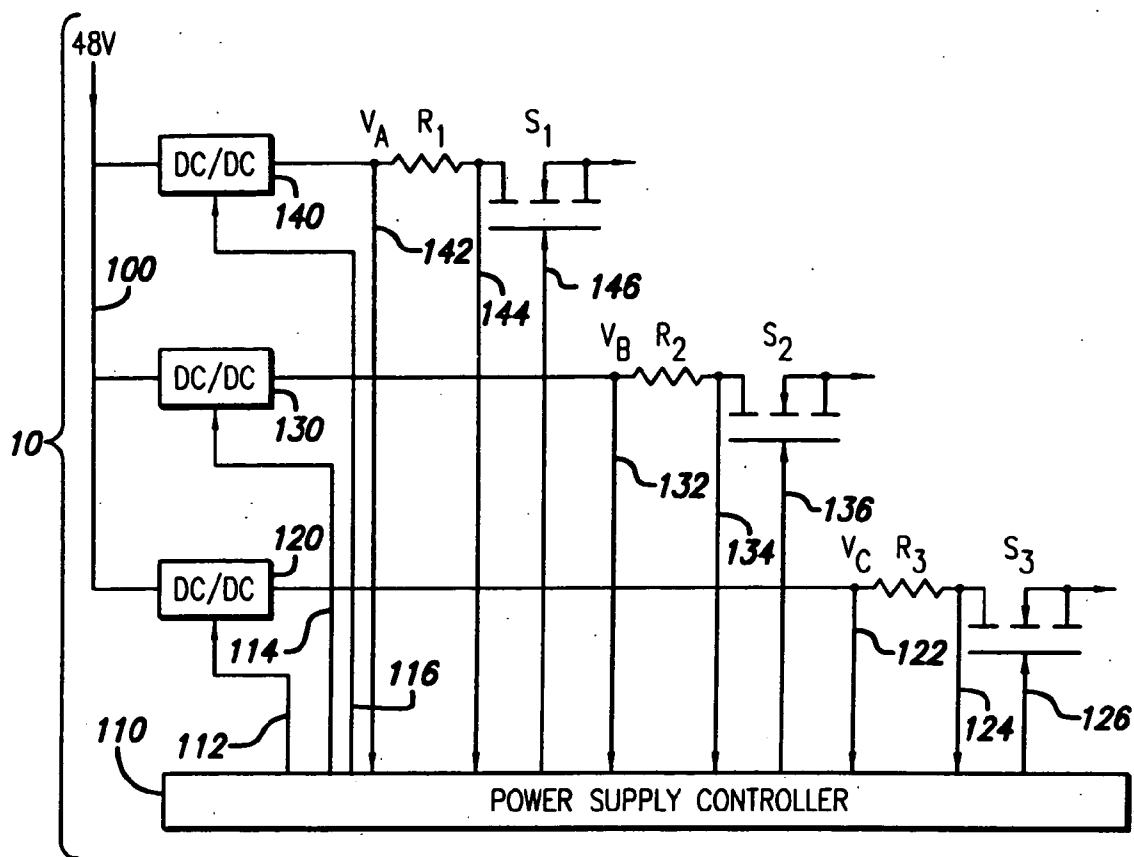 10
48V
V_A R_1 S_1
DC/DC
140
142
144
146
100
V_B R_2 S_2
DC/DC
130
132
134
136
120
V_C R_3 S_3
DC/DC
114
116
122
124
126
110
112
POWER SUPPLY CONTROLLER